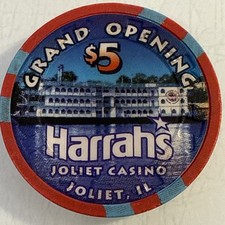 GRAND OPENING
$5
Harrah's
JOLIET CASINO
JOLIET, IL